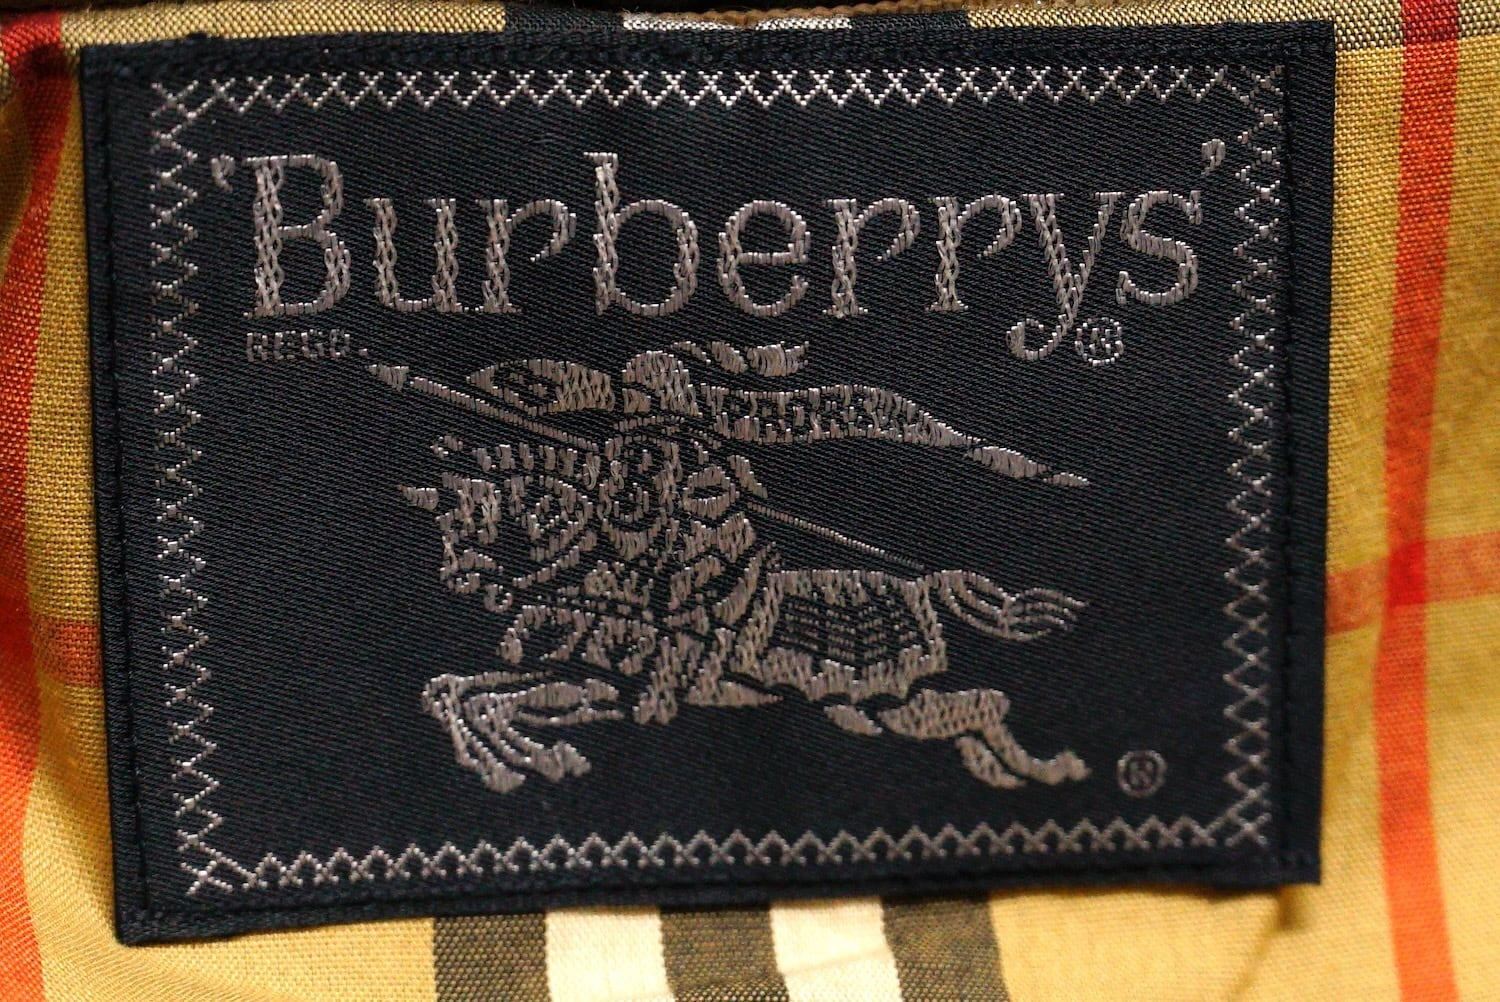 'Burberrys'
REGD. ®
®